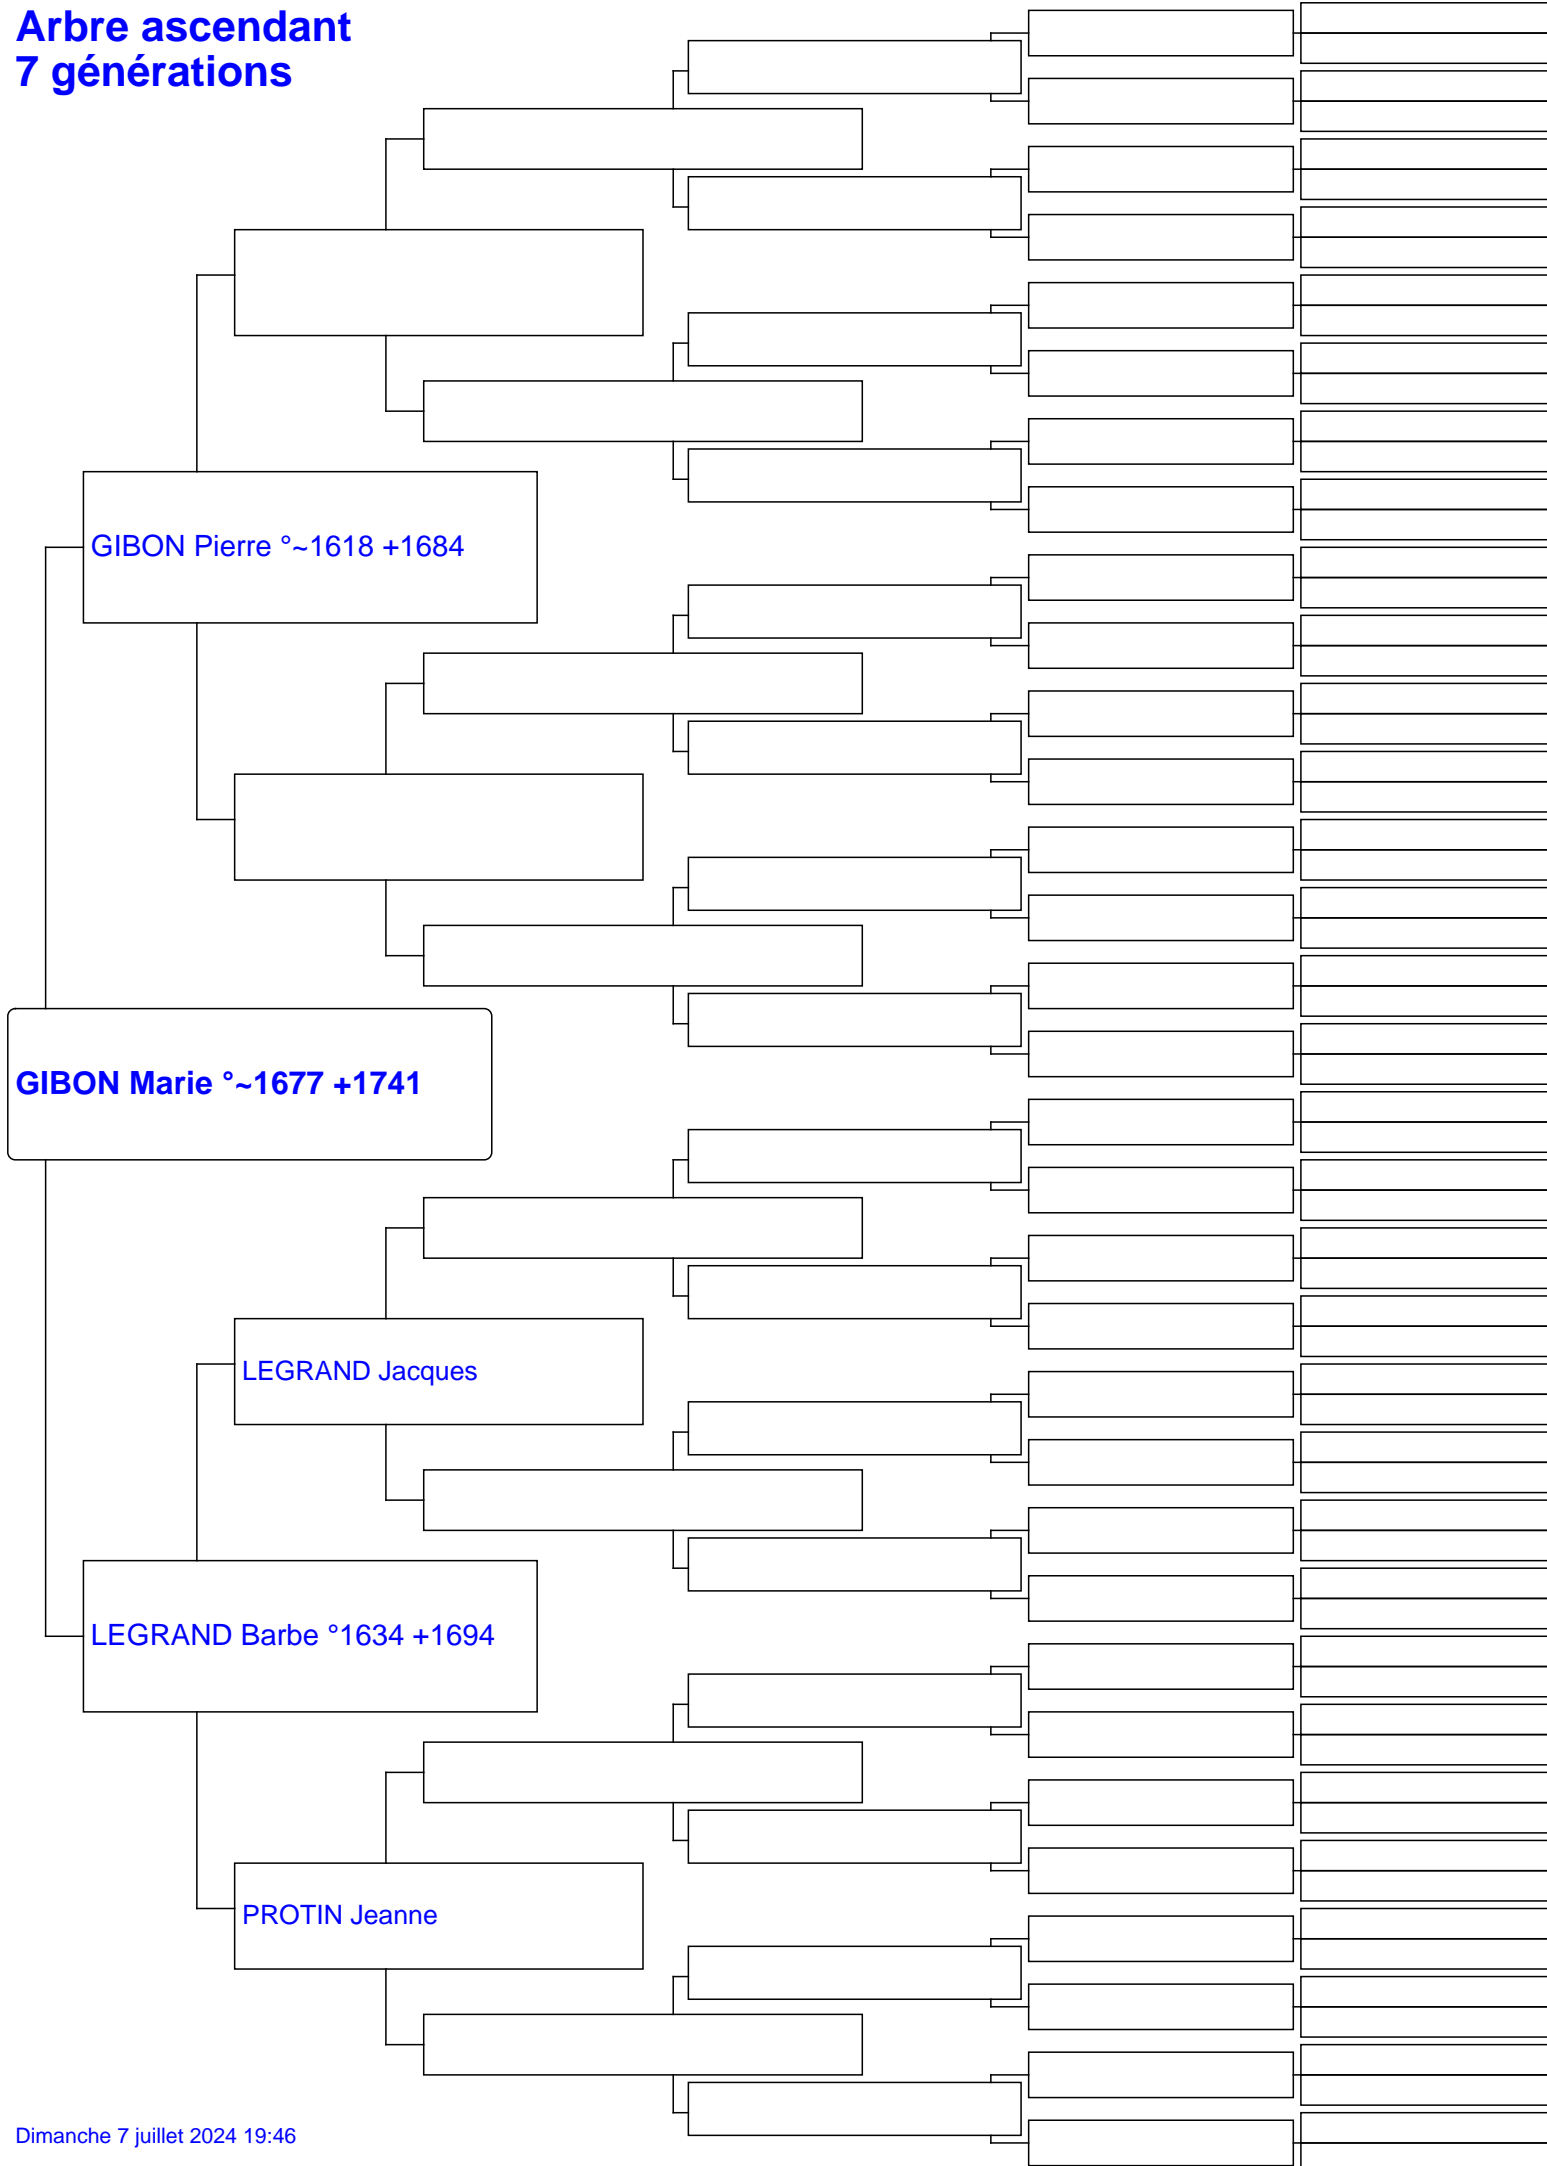 Arbre ascendant
7 générations
GIBON Pierre °~1618 +1684
GIBON Marie °~1677 +1741
LEGRAND Jacques
LEGRAND Barbe °1634 +1694
PROTIN Jeanne
Dimanche 7 juillet 2024 19:46